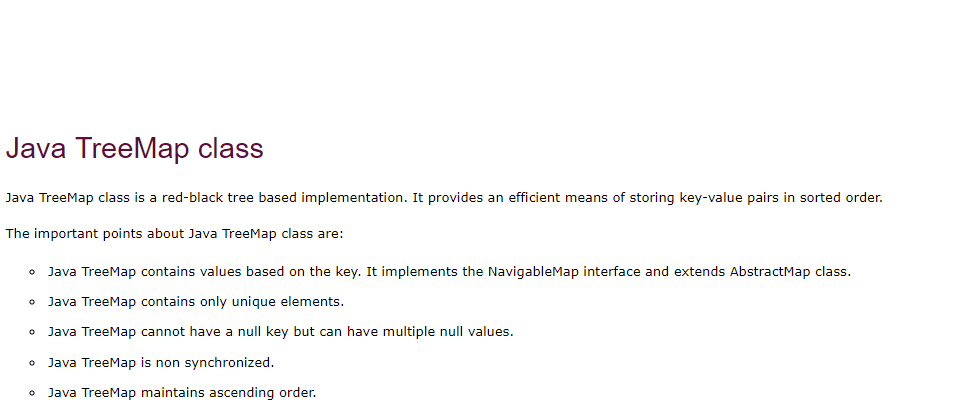 Java TreeMap class
Java TreeMap class is a red-black tree based implementation. It provides an efficient means of storing key-value pairs in sorted order.
The important points about Java TreeMap class are:
Java TreeMap contains values based on the key. It implements the NavigableMap interface and extends AbstractMap class.
Java TreeMap contains only unique elements.
Java TreeMap cannot have a null key but can have multiple null values.
Java TreeMap is non synchronized.
Java TreeMap maintains ascending order.